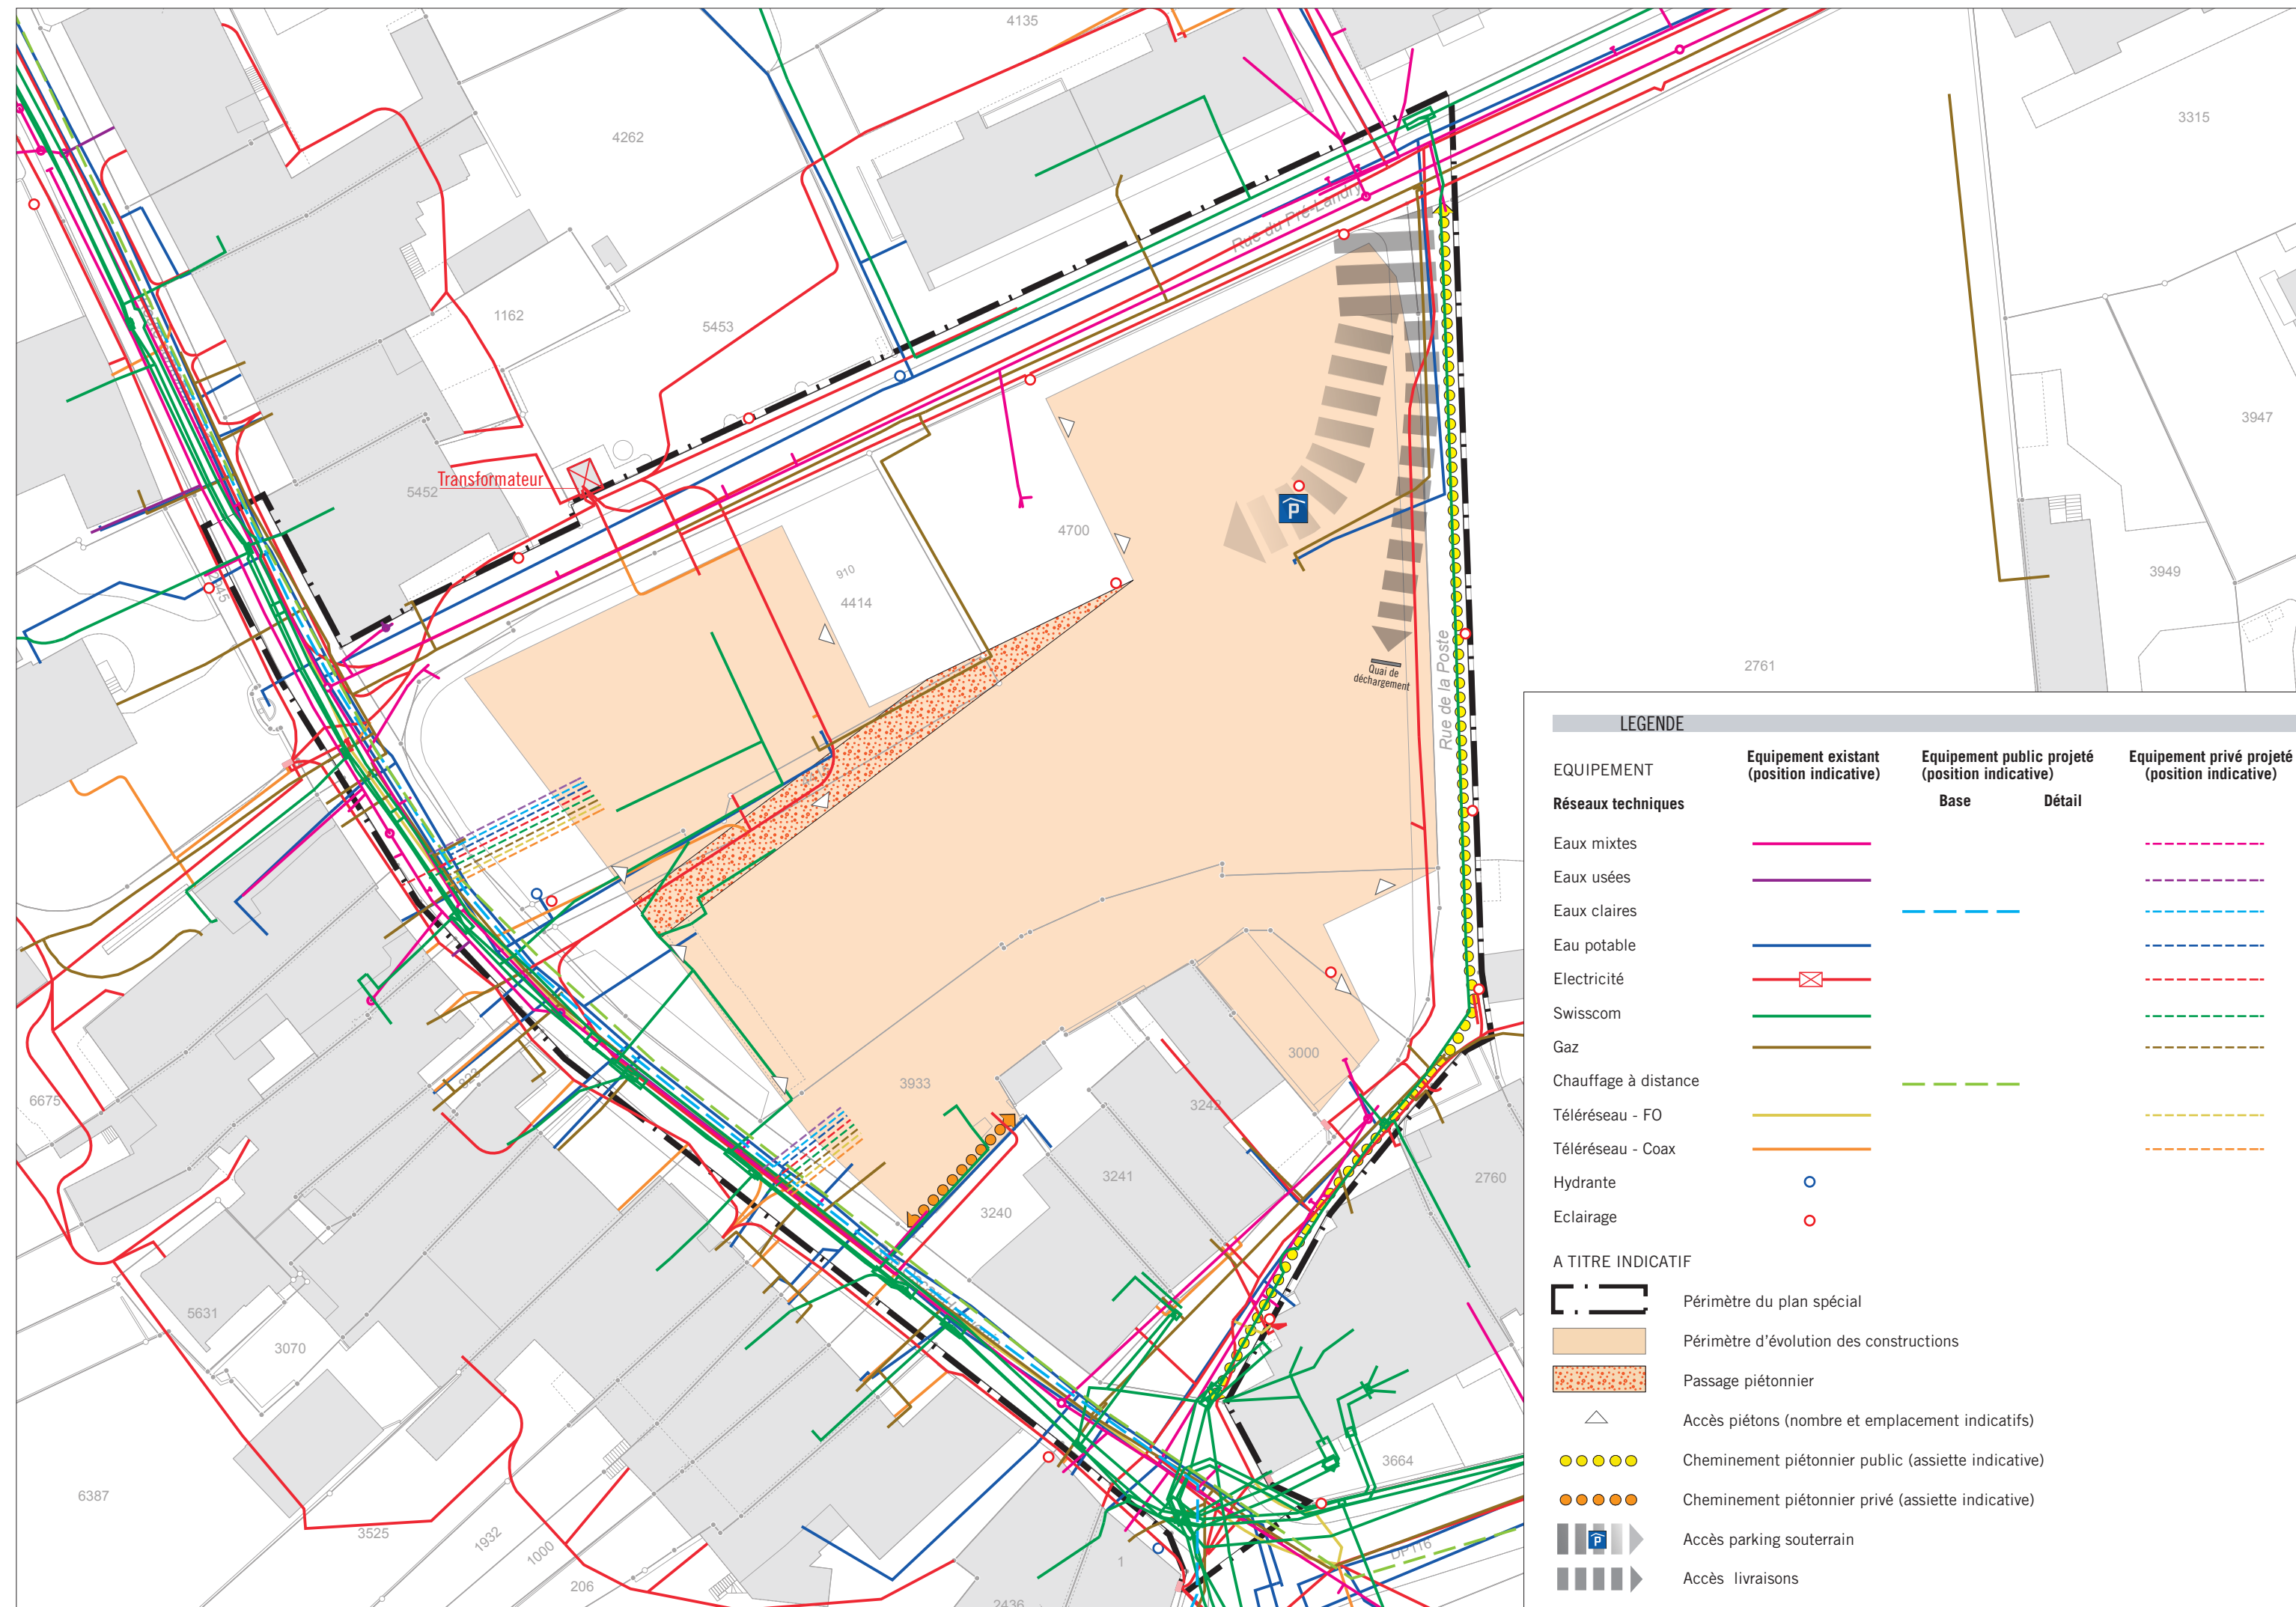 4135
4262
3315
Rue du Pré-Landry
1162
5453
3947
Transformateur
5452
4700
910
4414
3949
2045
Quai de
déchargement
Rue de la Poste
2761
3933
3000
3242
3241
3240
2760
6675
823
5631
3070
6387
3525
1932
1000
206
3664
DP116
1
2436
P
LEGENDE
EQUIPEMENT
Equipement existant
(position indicative)
Equipement public projeté
(position indicative)
Equipement privé projeté
(position indicative)
Réseaux techniques
Base
Détail
Eaux mixtes
Eaux usées
Eaux claires
Eau potable
Electricité
Swisscom
Gaz
Chauffage à distance
Téléréseau - FO
Téléréseau - Coax
Hydrante
Eclairage
A TITRE INDICATIF
Périmètre du plan spécial
Périmètre d'évolution des constructions
Passage piétonnier
Accès piétons (nombre et emplacement indicatifs)
Cheminement piétonnier public (assiette indicative)
Cheminement piétonnier privé (assiette indicative)
P
Accès parking souterrain
Accès livraisons